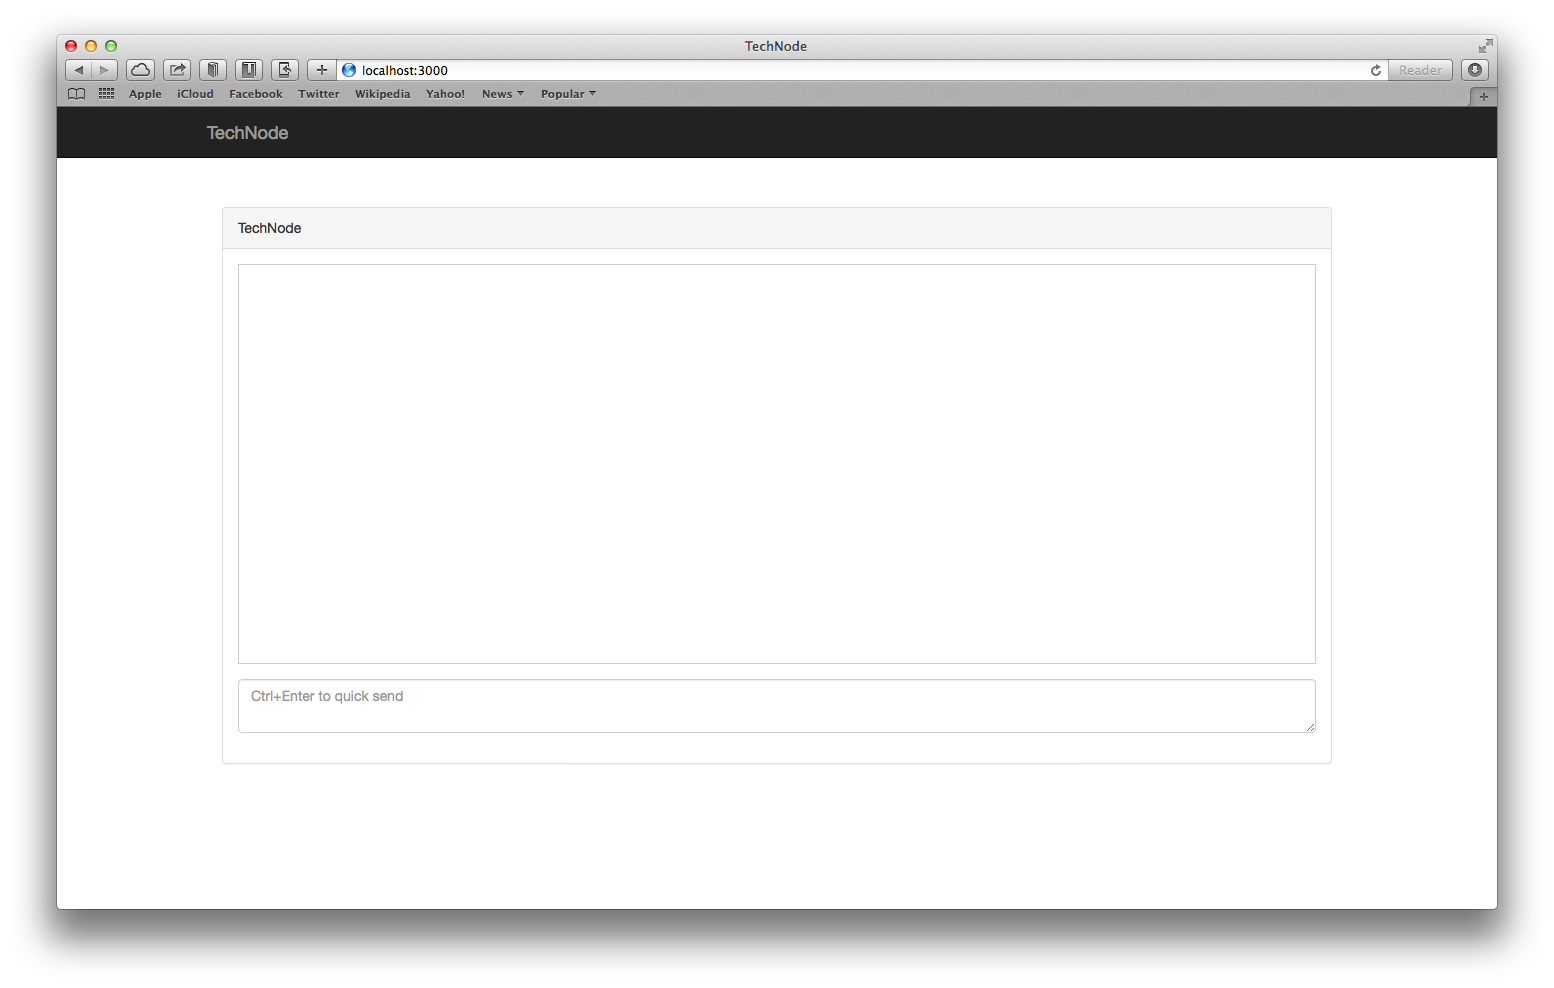 TechNode
localhost:3000
Reader
Apple iCloud Facebook Twitter Wikipedia Yahoo! News Popular
TechNode
TechNode
Ctrl+Enter to quick send